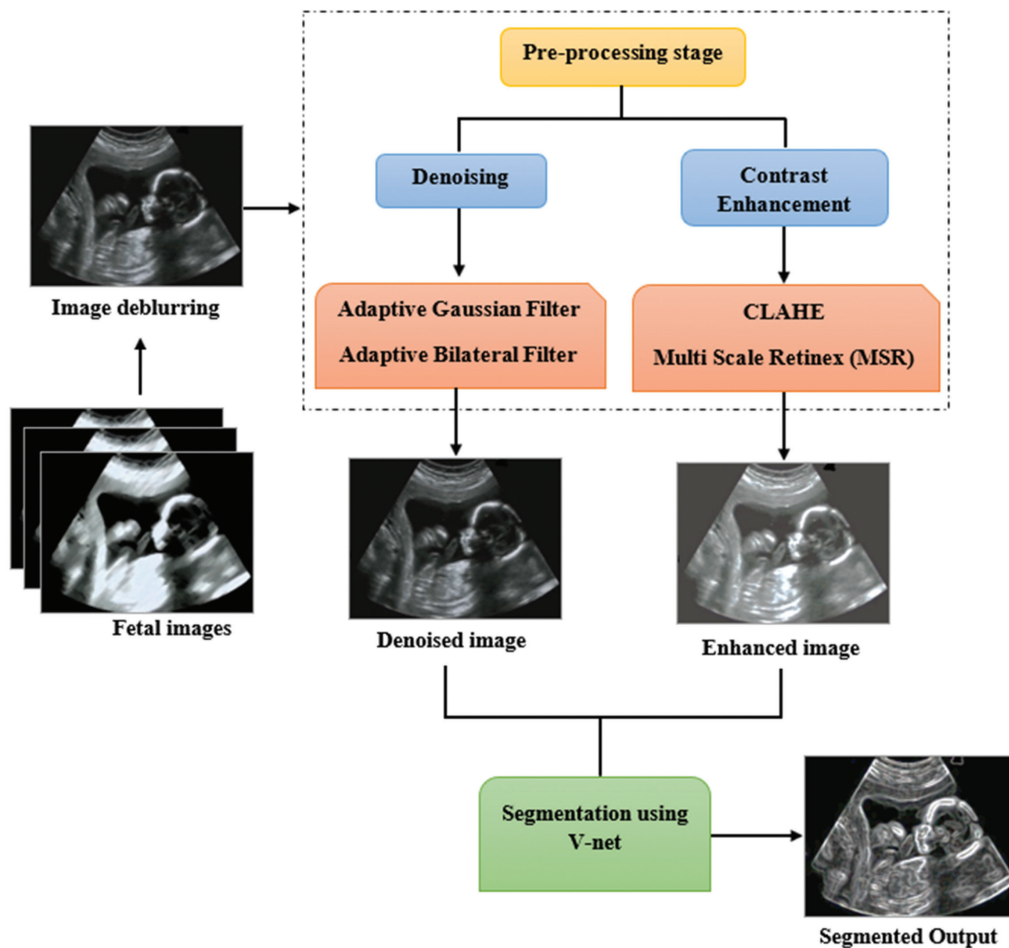 Pre-processing stage
Denoising
Contrast
Enhancement
Image deblurring
Adaptive Gaussian Filter
Adaptive Bilateral Filter
CLAHE
Multi Scale Retinex (MSR)
Fetal images
Denoised image
Enhanced image
Segmentation using
V-net
Segmented Output